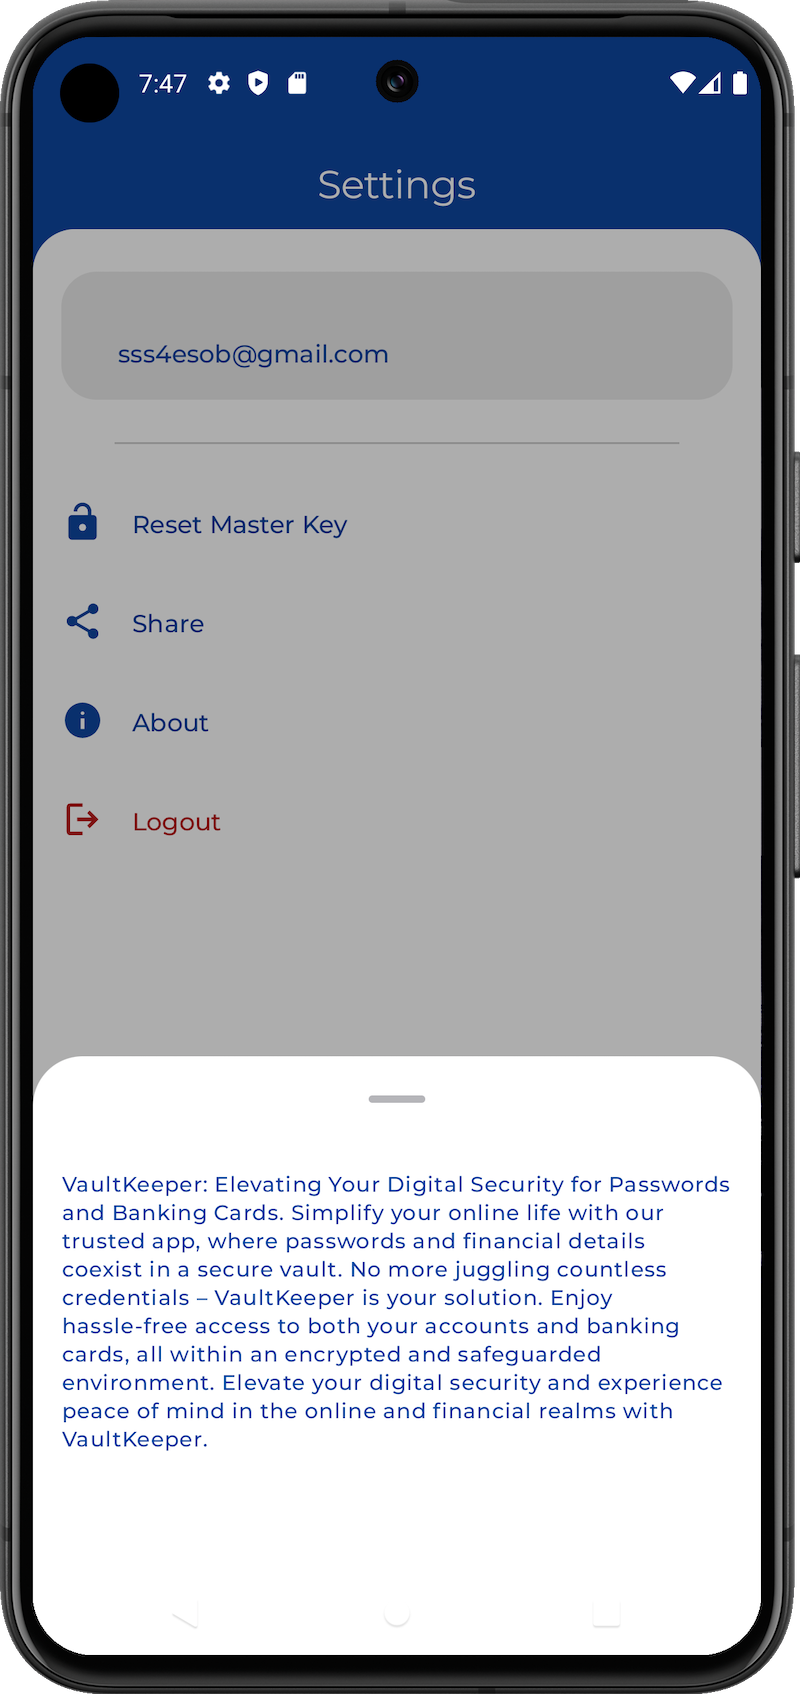 7:47
Settings
sss4esob@gmail.com
Reset Master Key
Share
About
Logout
VaultKeeper: Elevating Your Digital Security for Passwords
and Banking Cards. Simplify your online life with our
trusted app, where passwords and financial details
coexist in a secure vault. No more juggling countless
credentials – VaultKeeper is your solution. Enjoy
hassle-free access to both your accounts and banking
cards, all within an encrypted and safeguarded
environment. Elevate your digital security and experience
peace of mind in the online and financial realms with
VaultKeeper.